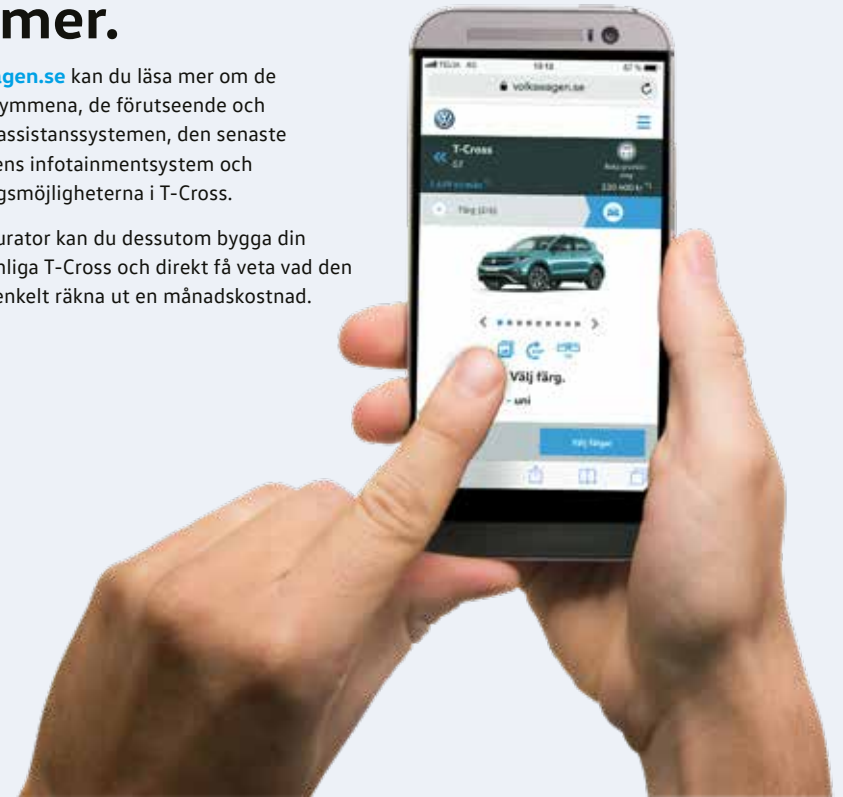 mer.
agen.se kan du läsa mer om de
ymmena, de förutseende och
assistanssystemen, den senaste
ens infotainmentsystem och
gsmöjligheterna i T-Cross.
urator kan du dessutom bygga din
nliga T-Cross och direkt få veta vad den
enkelt räkna ut en månadskostnad.
volkswagen.se
T-Cross
Välj färg.
- uni
Välj fälgar